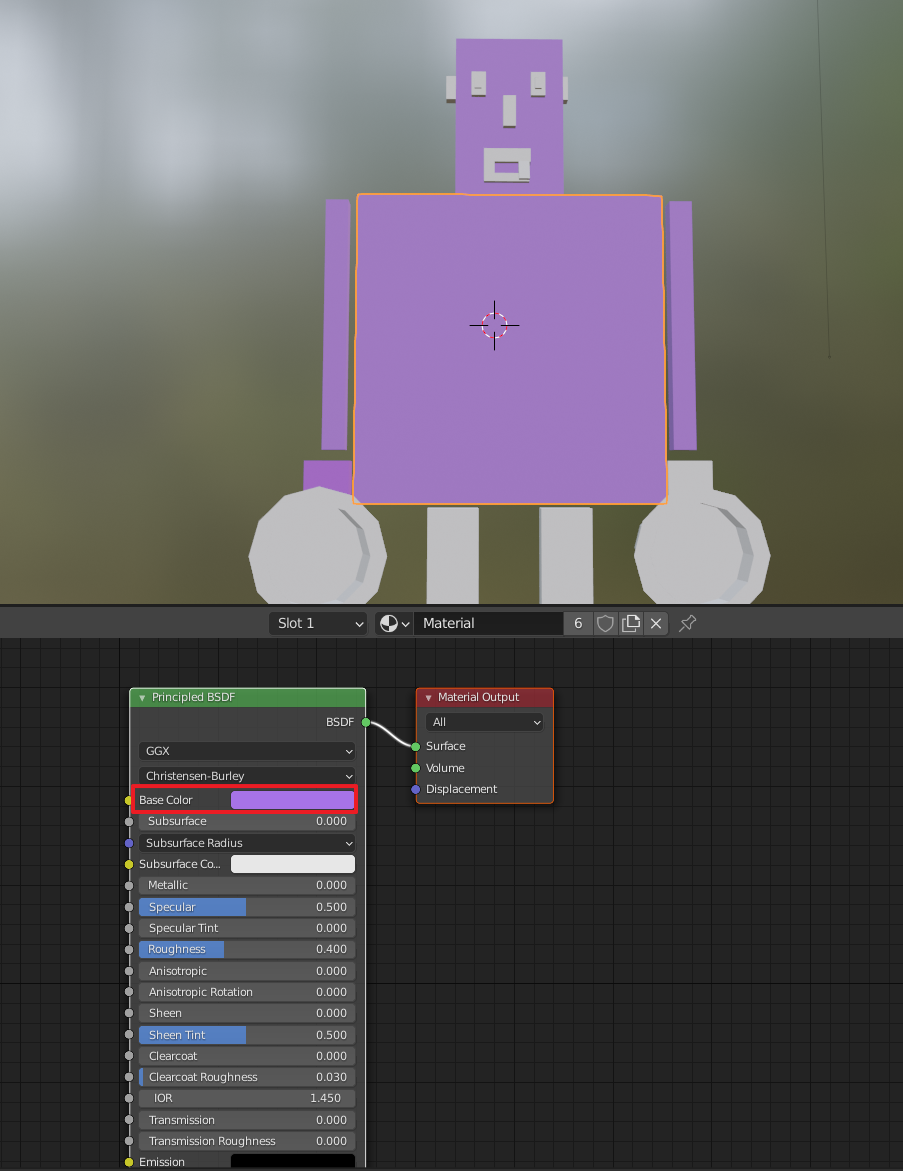 Slot 1
Material
6
Principled BSDF
Material Output
BSDF
All
Surface
Volume
Displacement
GGX
Christensen-Burley
Base Color
Subsurface 0.000
Subsurface Radius
Subsurface Co...
Metallic 0.000
Specular 0.500
Specular Tint 0.000
Roughness 0.400
Anisotropic 0.000
Anisotropic Rotation 0.000
Sheen 0.000
Sheen Tint 0.500
Clearcoat 0.000
Clearcoat Roughness 0.030
IOR 1.450
Transmission 0.000
Transmission Roughness 0.000
Emission